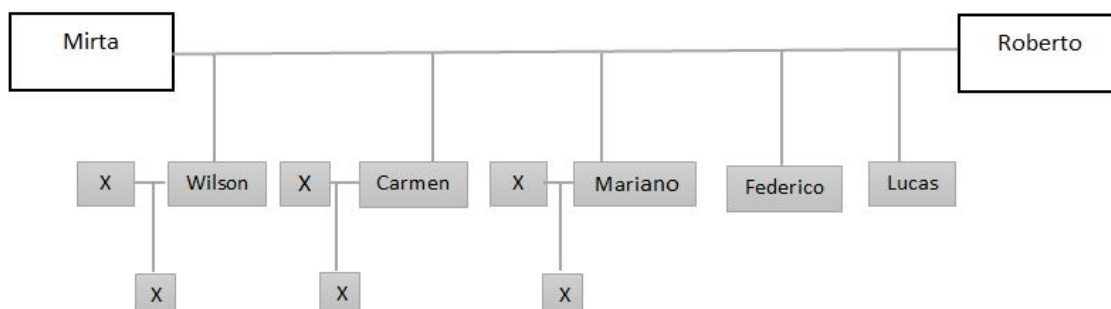 Mirta
Roberto
X
Wilson
X
Carmen
X
Mariano
Federico
Lucas
X
X
X